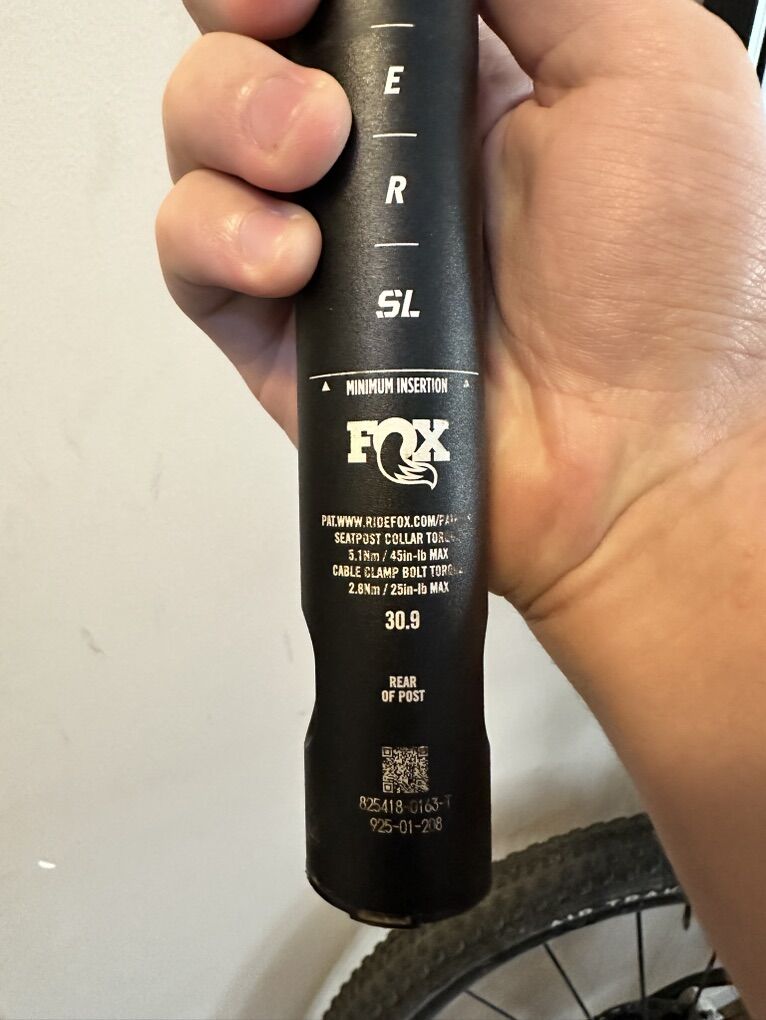 E
R
SL
MINIMUM INSERTION
FOX
PAT.WWW.RIDEFOX.COM/
SEATPOST COLLAR
5.1Nm / 45in-lb MAX
CABLE CLAMP BOLT TORQUE
2.8Nm / 25in-lb MAX
30.9
REAR
OF POST
825418-0163-T
925-01-208